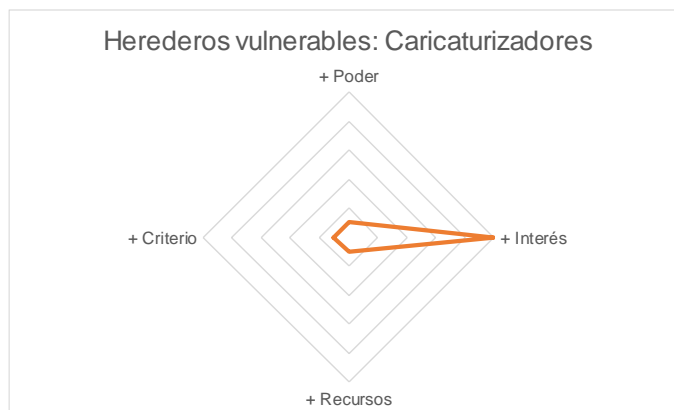 Herederos vulnerables: Caricaturizadores
+ Poder
+ Criterio
+ Interés
+ Recursos